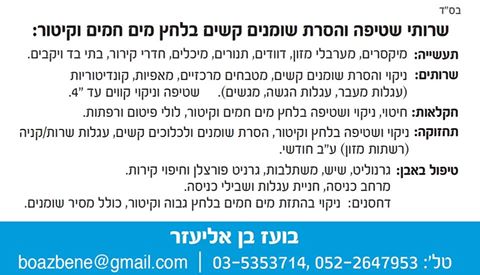 בס"ד
שרותי שטיפה והסרת שומנים קשים בלחץ מים חמים וקיטור:
תעשייה: מיקסרים, מערבלי מזון, דוודים, תנורים, מיכלים, חדרי קירור, בתי בד ויקבים.
שרותים: ניקוי והסרת שומנים קשים, מטבחים מרכזיים, מאפיות, קונדיטוריות
(עגלות מעבר, עגלות הגשה, מגשים). שטיפה וניקוי קווים עד "4.
חקלאות: חיטוי, ניקוי ושטיפה בלחץ מים חמים וקיטור, לולי פיטום ורפתות.
תחזוקה: ניקוי ושטיפה בלחץ וקיטור, הסרת שומנים ולכלוכים קשים, עגלות שרות/קניה
(רשתות מזון) ע"ב חודשי.
טיפול באבן: גרנוליט, שיש, משתלבות, גרניט פורצלן וחיפוי קירות.
מרחב כניסה, חניית עגלות ושבילי כניסה.
דחסנים: ניקוי בהתזת מים חמים בלחץ גבוה וקיטור, כולל מסיר שומנים.
בועז בן אליעזר
טל': 03-5353714, 052-2647953 | boazbene@gmail.com